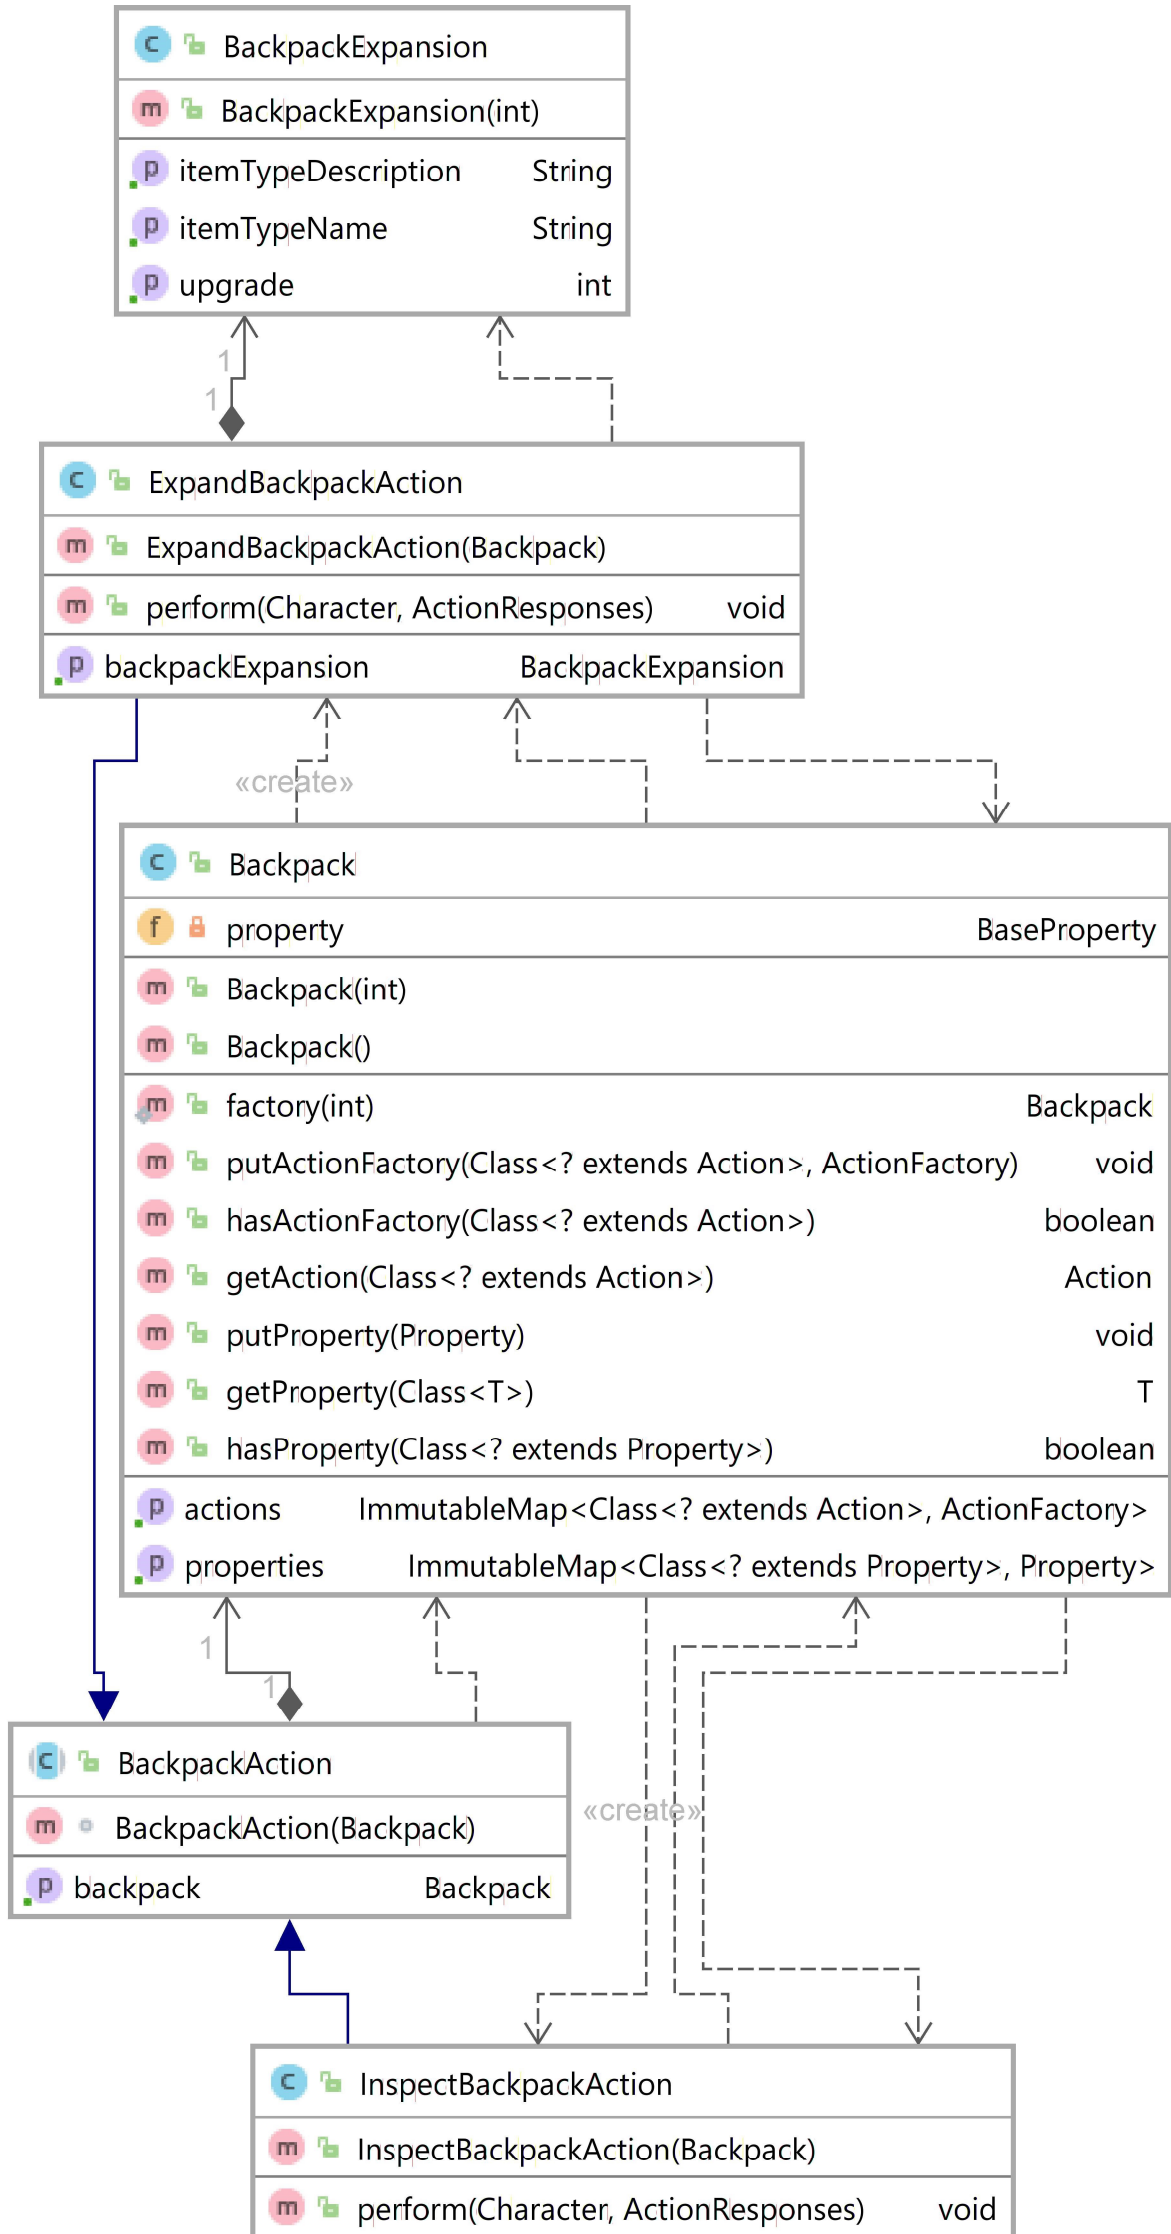 BackpackExpansion
BackpackExpansion(int)
itemTypeDescription String
itemTypeName String
upgrade int
1
1
ExpandBackpackAction
ExpandBackpackAction(Backpack)
perform(Character, ActionResponses) void
backpackExpansion BackpackExpansion
«create»
Backpack
property BaseProperty
Backpack(int)
Backpack()
factory(int) Backpack
putActionFactory(Class<? extends Action>, ActionFactory) void
hasActionFactory(Class<? extends Action>) boolean
getAction(Class<? extends Action>) Action
putProperty(Property) void
getProperty(Class<T>) T
hasProperty(Class<? extends Property>) boolean
actions ImmutableMap<Class<? extends Action>, ActionFactory>
properties ImmutableMap<Class<? extends Property>, Property>
1
1
BackpackAction
«create»
BackpackAction(Backpack)
backpack Backpack
InspectBackpackAction
InspectBackpackAction(Backpack)
perform(Character, ActionResponses) void